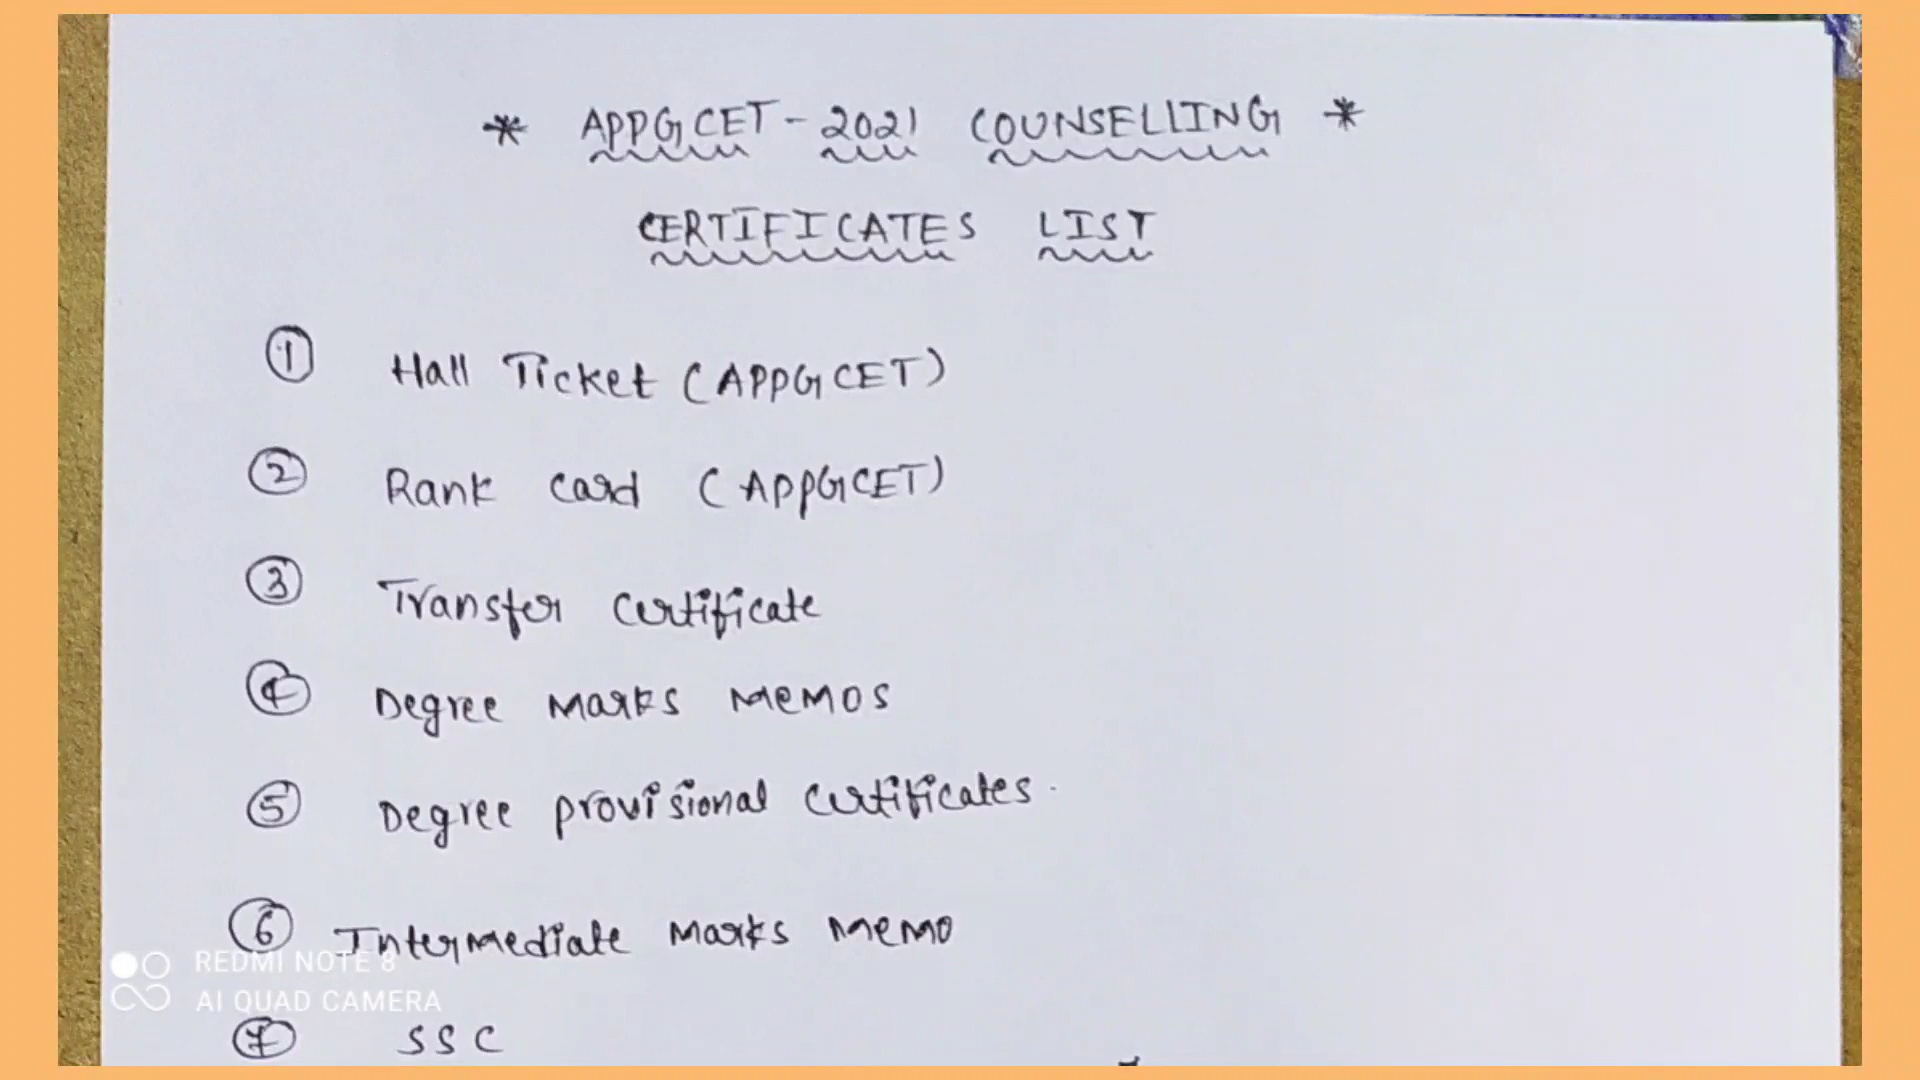 * APPGCET - 2021 COUNSELLING *
CERTIFICATES LIST
① Hall Ticket (APPGCET)
② Rank card (APPGCET)
③ Transfer certificate
④ Degree marks memos
⑤ Degree provisional certificates.
⑥ Intermediate marks memo
REDMI NOTE 8
AI QUAD CAMERA
⑦ SSC